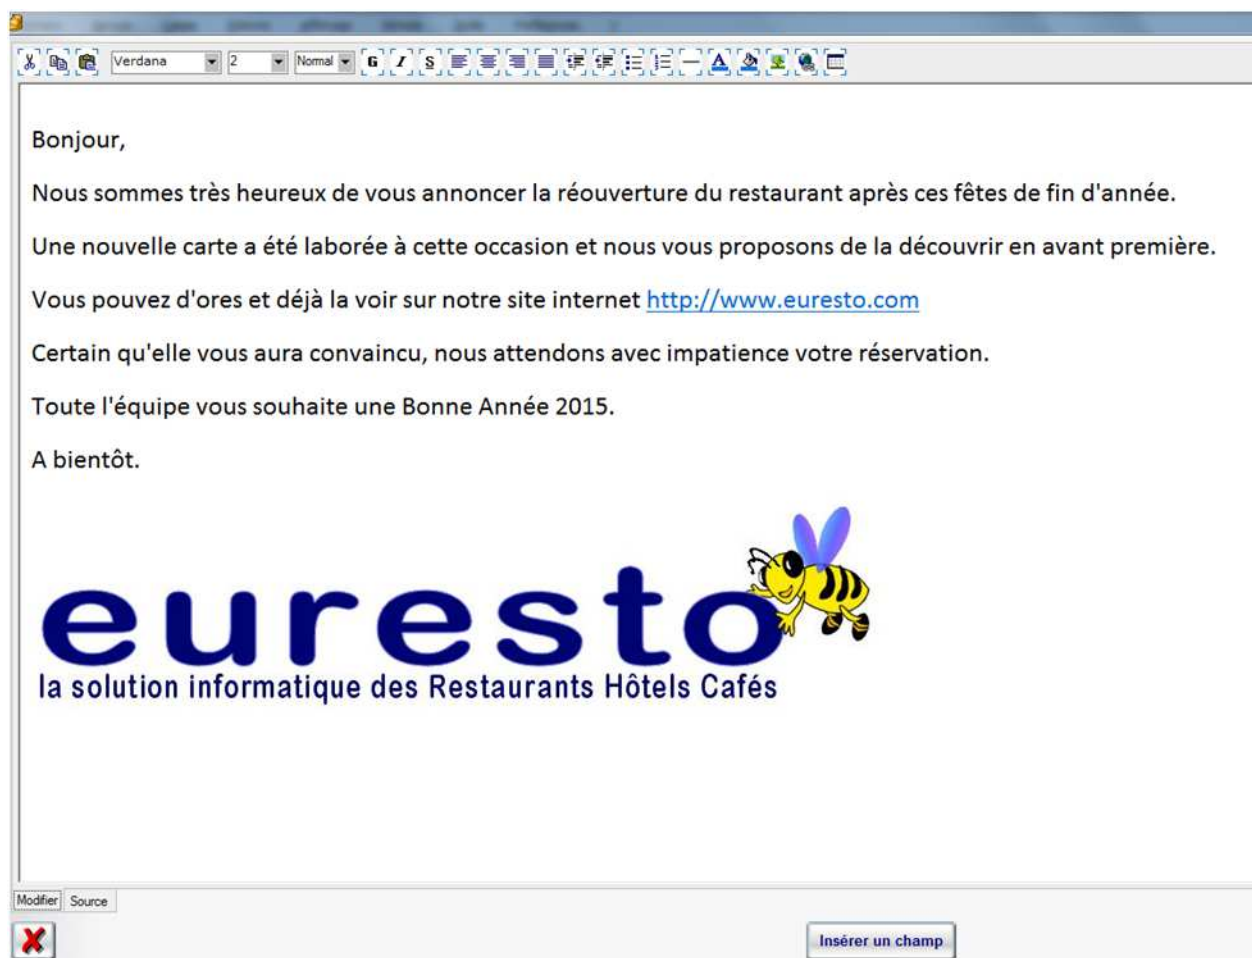 Verdana 2 Normal G I S
Bonjour,
Nous sommes très heureux de vous annoncer la réouverture du restaurant après ces fêtes de fin d'année.
Une nouvelle carte a été laborée à cette occasion et nous vous proposons de la découvrir en avant première.
Vous pouvez d'ores et déjà la voir sur notre site internet http://www.euresto.com
Certain qu'elle vous aura convaincu, nous attendons avec impatience votre réservation.
Toute l'équipe vous souhaite une Bonne Année 2015.
A bientôt.
euresto
la solution informatique des Restaurants Hôtels Cafés
Modifier Source
Insérer un champ